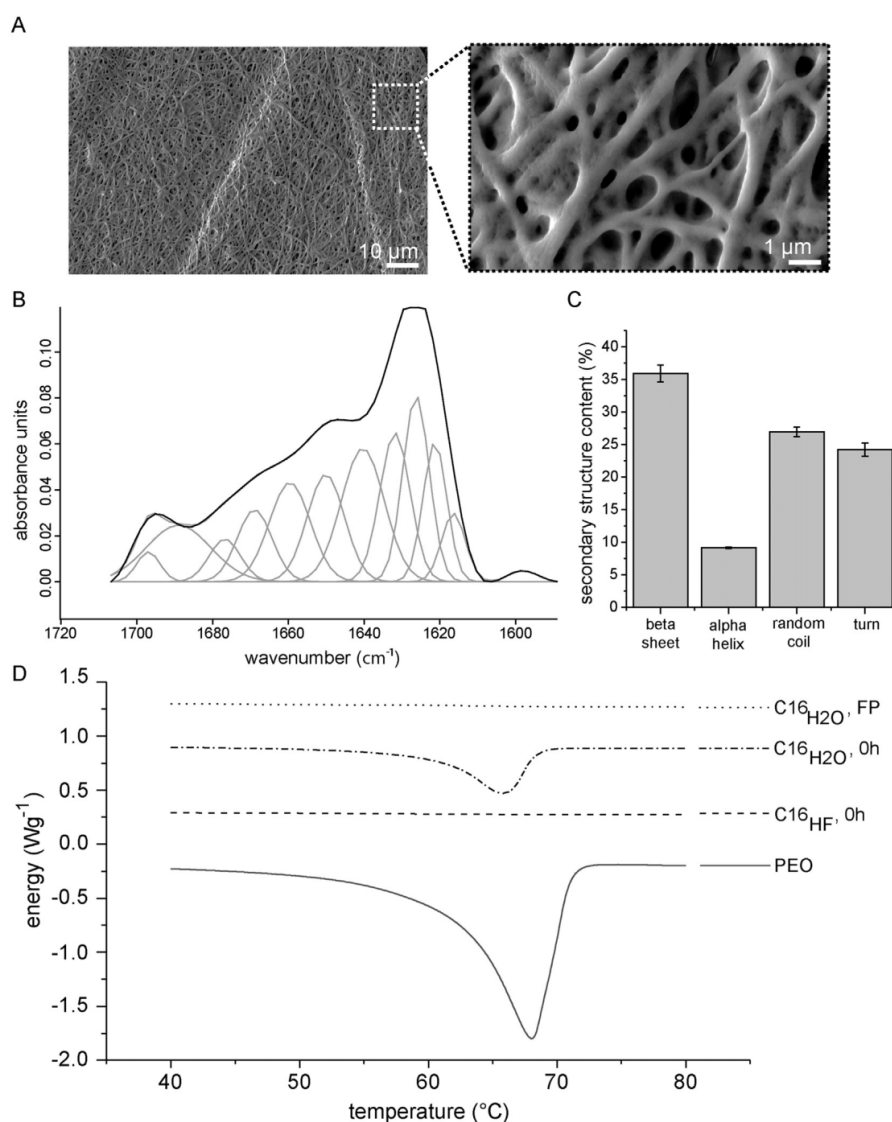 A
10 µm
1 µm
B
absorbance units
0.10
0.08
0.06
0.04
0.02
0.00
1720 1700 1680 1660 1640 1620 1600
wavenumber (cm⁻¹)
C
secondary structure content (%)
40
35
30
25
20
15
10
5
0
beta sheet
alpha helix
random coil
turn
D
energy (Wg⁻¹)
1.5
1.0
0.5
0.0
-0.5
-1.0
-1.5
-2.0
C16H2O, FP
C16H2O, 0h
C16HF, 0h
PEO
40 50 60 70 80
temperature (°C)